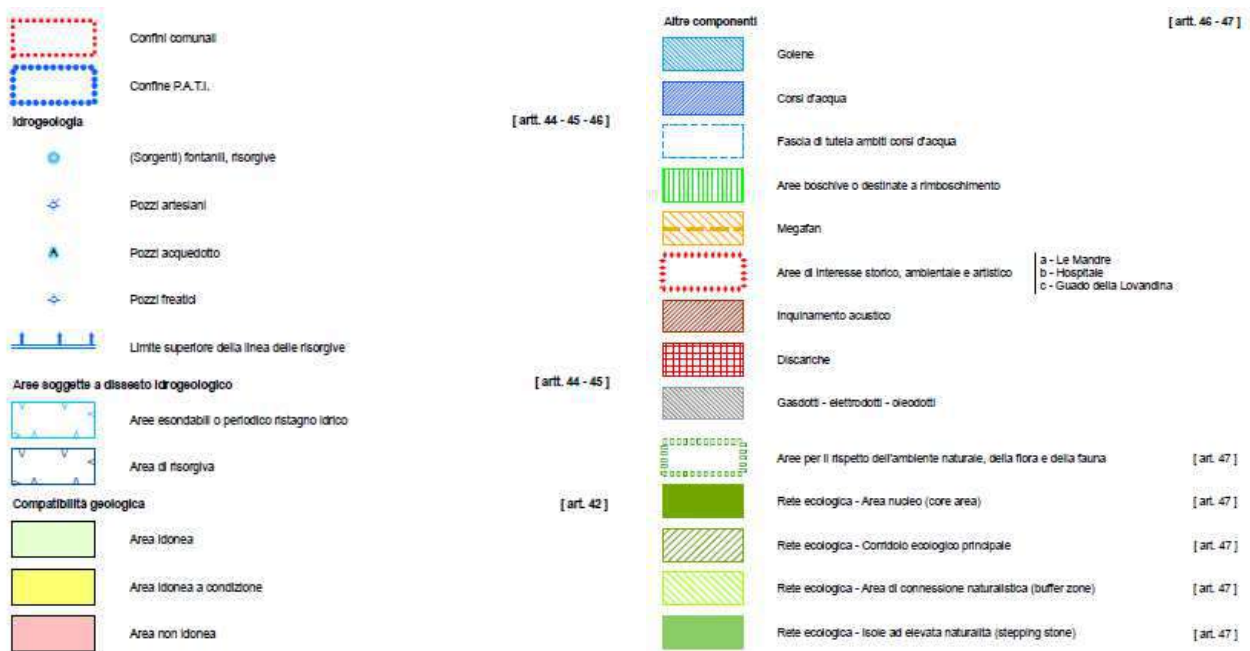 Confini comunali
Confine P.A.T.I.
Idrogeologia [ artt. 44 - 45 - 46 ]
(Sorgenti) fontanili, risorgive
Pozzi artesiani
Pozzi acquedotto
Pozzi freatici
Limite superiore della linea delle risorgive
Aree soggette a dissesto idrogeologico [ artt. 44 - 45 ]
Aree esondabili o periodico ristagno idrico
Area di risorgiva
Compatibilità geologica [ art. 42 ]
Area idonea
Area idonea a condizione
Area non idonea
Altre componenti [ artt. 46 - 47 ]
Golene
Corsi d'acqua
Fascia di tutela ambiti corsi d'acqua
Aree boschive o destinate a rimboschimento
Megafan
Aree di interesse storico, ambientale e artistico
a - Le Mandre
b - Hospitale
c - Guado della Lovandina
Inquinamento acustico
Discariche
Gasdotti - elettrodotti - oleodotti
Aree per il rispetto dell'ambiente naturale, della flora e della fauna [ art. 47 ]
Rete ecologica - Area nucleo (core area) [ art. 47 ]
Rete ecologica - Corridoio ecologico principale [ art. 47 ]
Rete ecologica - Area di connessione naturalistica (buffer zone) [ art. 47 ]
Rete ecologica - Isole ad elevata naturalità (stepping stone) [ art. 47 ]